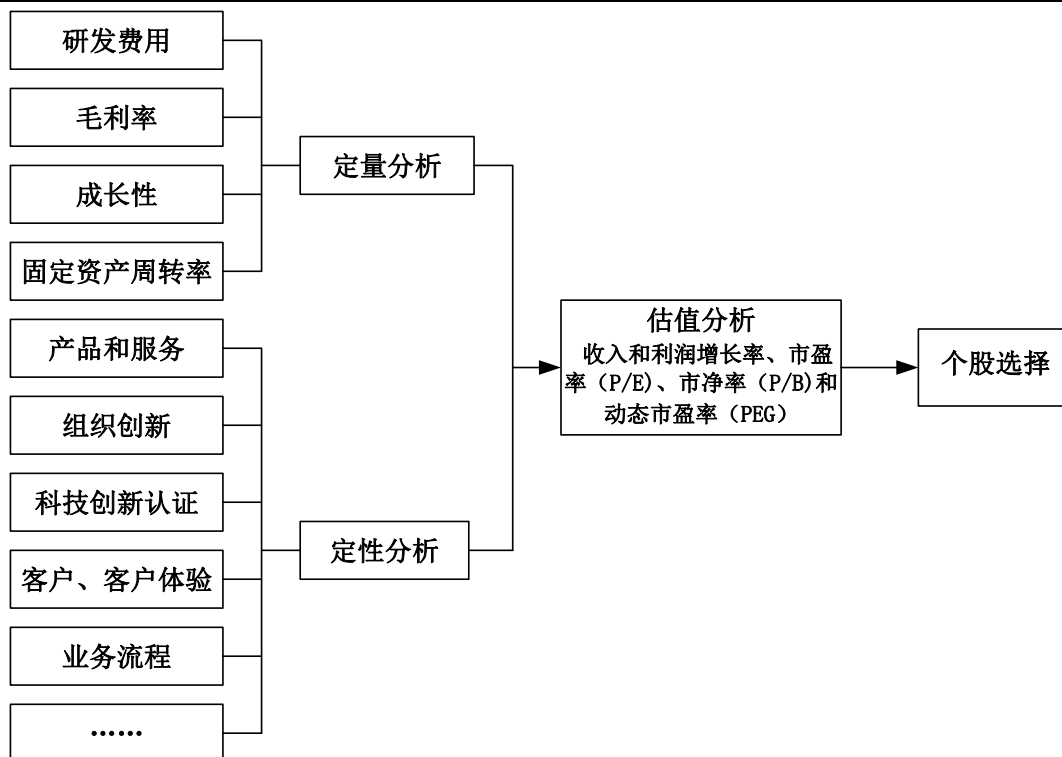 研发费用
毛利率
成长性
固定资产周转率
定量分析
产品和服务
组织创新
科技创新认证
客户、客户体验
业务流程
……
定性分析
估值分析
收入和利润增长率、市盈
率（P/E）、市净率（P/B)和
动态市盈率（PEG）
个股选择